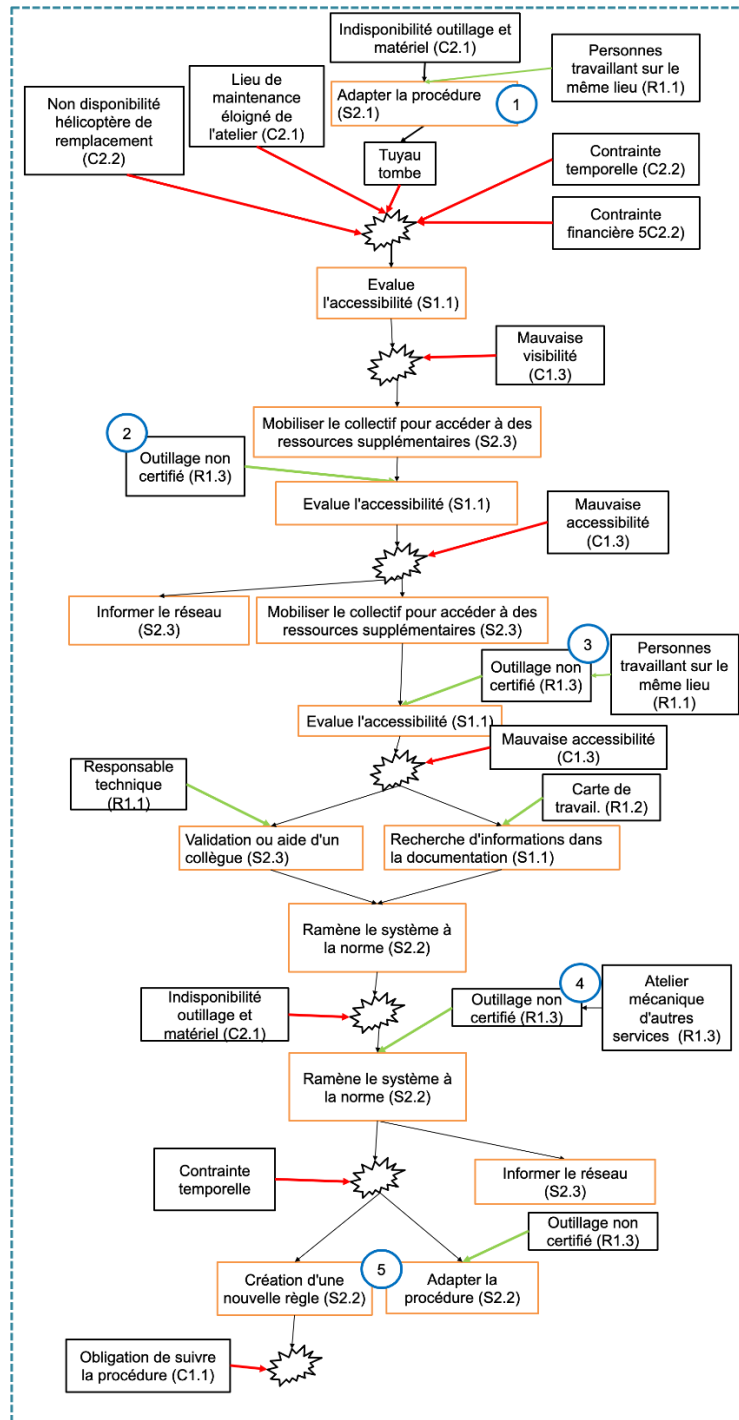 Indisponibilité outillage et
matériel (C2.1)
Personnes
travaillant sur le
même lieu (R1.1)
Lieu de
maintenance
éloigné de
l'atelier (C2.1)
Non disponibilité
hélicoptère de
remplacement
(C2.2)
Adapter la procédure
(S2.1)
1
Tuyau
tombe
Contrainte
temporelle (C2.2)
Contrainte
financière 5C2.2)
Evalue
l'accessibilité (S1.1)
Mauvaise
visibilité
(C1.3)
Mobiliser le collectif pour accéder à des
ressources supplémentaires (S2.3)
2
Outillage non
certifié (R1.3)
Evalue l'accessibilité (S1.1)
Mauvaise
accessibilité
(C1.3)
Informer le réseau
(S2.3)
Mobiliser le collectif pour accéder à des
ressources supplémentaires (S2.3)
3
Outillage non
certifié (R1.3)
Personnes
travaillant sur le
même lieu
(R1.1)
Evalue l'accessibilité (S1.1)
Mauvaise accessibilité
(C1.3)
Responsable
technique
(R1.1)
Carte de
travail. (R1.2)
Validation ou aide d'un
collègue (S2.3)
Recherche d'informations dans
la documentation (S1.1)
Ramène le système à
la norme (S2.2)
4
Indisponibilité
outillage et
matériel (C2.1)
Outillage non
certifié (R1.3)
Atelier
mécanique
d'autres
services (R1.3)
Ramène le système à
la norme (S2.2)
Contrainte
temporelle
Informer le réseau
(S2.3)
Outillage non
certifié (R1.3)
5
Création d'une
nouvelle règle (S2.2)
Adapter la
procédure (S2.2)
Obligation de suivre
la procédure (C1.1)